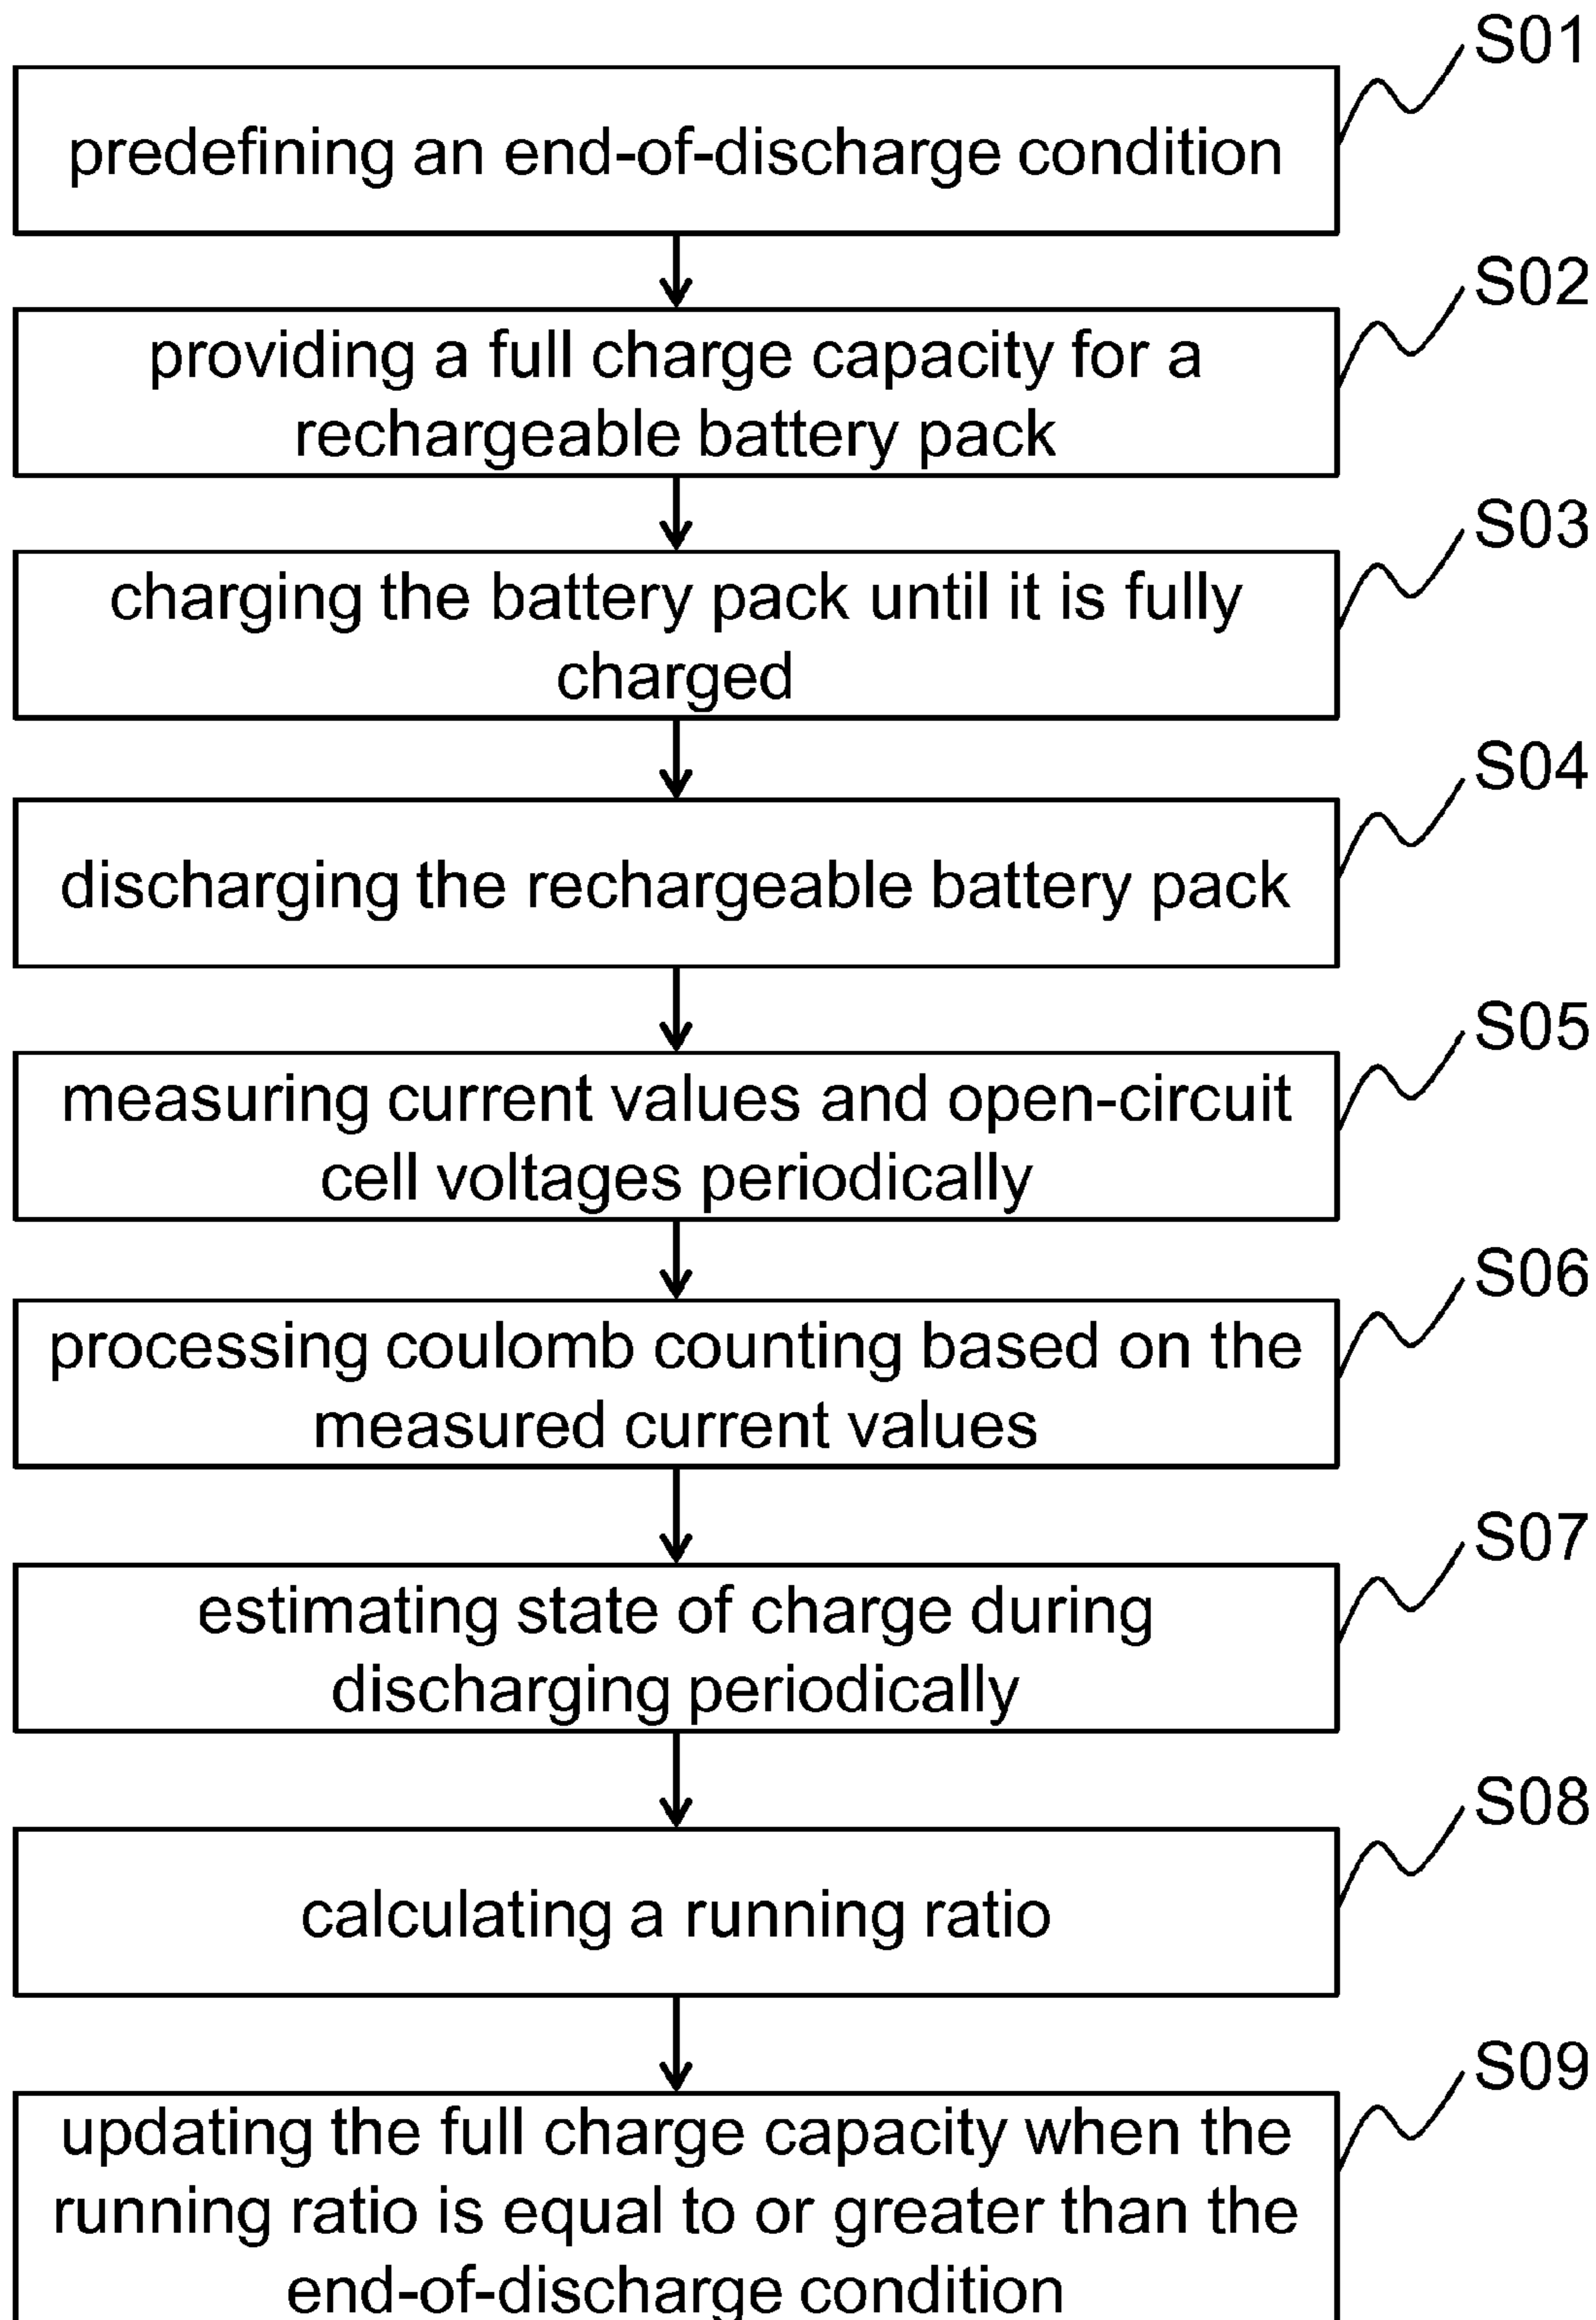 S01
predefining an end-of-discharge condition
S02
providing a full charge capacity for a
rechargeable battery pack
S03
charging the battery pack until it is fully
charged
S04
discharging the rechargeable battery pack
S05
measuring current values and open-circuit
cell voltages periodically
S06
processing coulomb counting based on the
measured current values
S07
estimating state of charge during
discharging periodically
S08
calculating a running ratio
S09
updating the full charge capacity when the
running ratio is equal to or greater than the
end-of-discharge condition